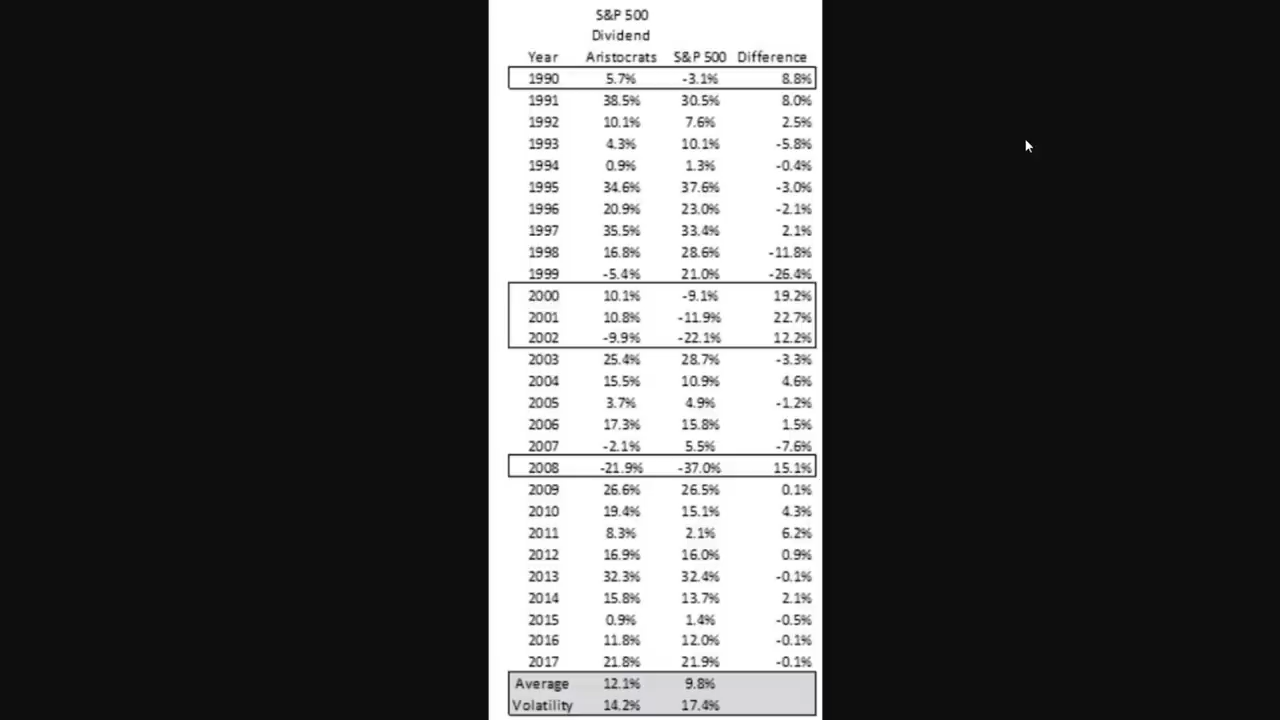 S&P 500
Dividend
Year Aristocrats S&P 500 Difference
1990 5.7% -3.1% 8.8%
1991 38.5% 30.5% 8.0%
1992 10.1% 7.6% 2.5%
1993 4.3% 10.1% -5.8%
1994 0.9% 1.3% -0.4%
1995 34.6% 37.6% -3.0%
1996 20.9% 23.0% -2.1%
1997 35.5% 33.4% 2.1%
1998 16.8% 28.6% -11.8%
1999 -5.4% 21.0% -26.4%
2000 10.1% -9.1% 19.2%
2001 10.8% -11.9% 22.7%
2002 -9.9% -22.1% 12.2%
2003 25.4% 28.7% -3.3%
2004 15.5% 10.9% 4.6%
2005 3.7% 4.9% -1.2%
2006 17.3% 15.8% 1.5%
2007 -2.1% 5.5% -7.6%
2008 -21.9% -37.0% 15.1%
2009 26.6% 26.5% 0.1%
2010 19.4% 15.1% 4.3%
2011 8.3% 2.1% 6.2%
2012 16.9% 16.0% 0.9%
2013 32.3% 32.4% -0.1%
2014 15.8% 13.7% 2.1%
2015 0.9% 1.4% -0.5%
2016 11.8% 12.0% -0.1%
2017 21.8% 21.9% -0.1%
Average 12.1% 9.8%
Volatility 14.2% 17.4%